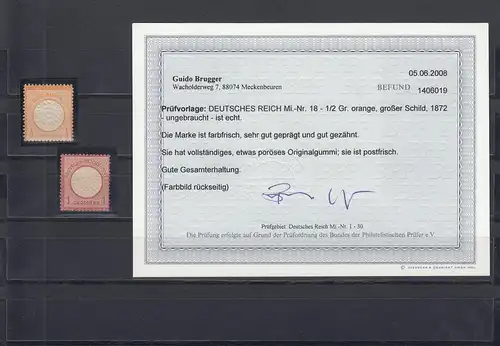 Guido Brugger
Wacholderweg 7, 88074 Meckenbeuren
05.06.2008
BEFUND 1406019
Prüfvorlage: DEUTSCHES REICH Mi.-Nr. 18 - 1/2 Gr. orange, großer Schild, 1872
- ungebraucht - ist echt.
Die Marke ist farbfrisch, sehr gut geprägt und gut gezähnt.
Sie hat vollständiges, etwas poröses Originalgummi; sie ist postfrisch.
Gute Gesamterhaltung.
(Farbbild rückseitig)
Prüfgebiet: Deutsches Reich Mi.-Nr. 1 - 30
Die Prüfung erfolgte auf Grund der Prüfordnung des Bundes der Philatelistischen Prüfer e.V.